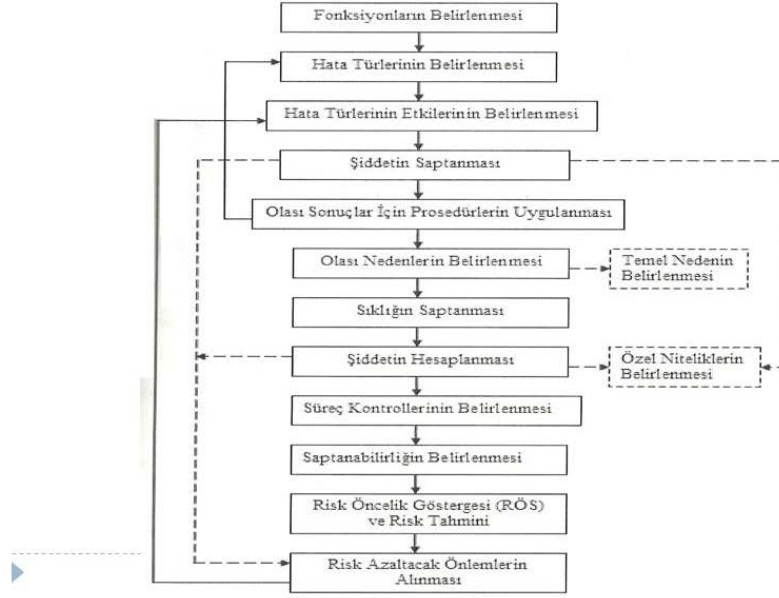 Fonksiyonların Belirlenmesi
Hata Türlerinin Belirlenmesi
Hata Türlerinin Etkilerinin Belirlenmesi
Şiddetin Saptanması
Olası Sonuçlar İçin Prosedürlerin Uygulanması
Olası Nedenlerin Belirlenmesi
Temel Nedenin
Belirlenmesi
Sıklığın Saptanması
Şiddetin Hesaplanması
Özel Niteliklerin
Belirlenmesi
Süreç Kontrollerinin Belirlenmesi
Saptanabilirliğin Belirlenmesi
Risk Öncelik Göstergesi (RÖS)
ve Risk Tahmini
Risk Azaltacak Önlemlerin
Alınması